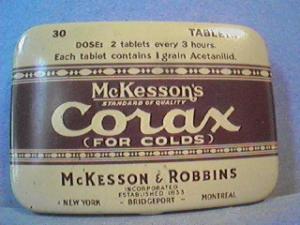 30 TABLETS
DOSE: 2 tablets every 3 hours.
Each tablet contains 1 grain Acetanilid.
McKesson's
STANDARD OF QUALITY
Corax
(FOR COLDS)
McKESSON & ROBBINS
INCORPORATED
ESTABLISHED 1833
NEW YORK - BRIDGEPORT - MONTREAL